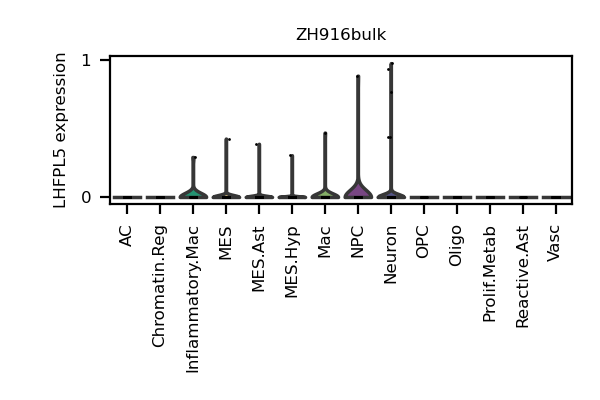 ZH916bulk
LHFPL5 expression
1
0
AC
Chromatin.Reg
Inflammatory.Mac
MES
MES.Ast
MES.Hyp
Mac
NPC
Neuron
OPC
Oligo
Prolif.Metab
Reactive.Ast
Vasc